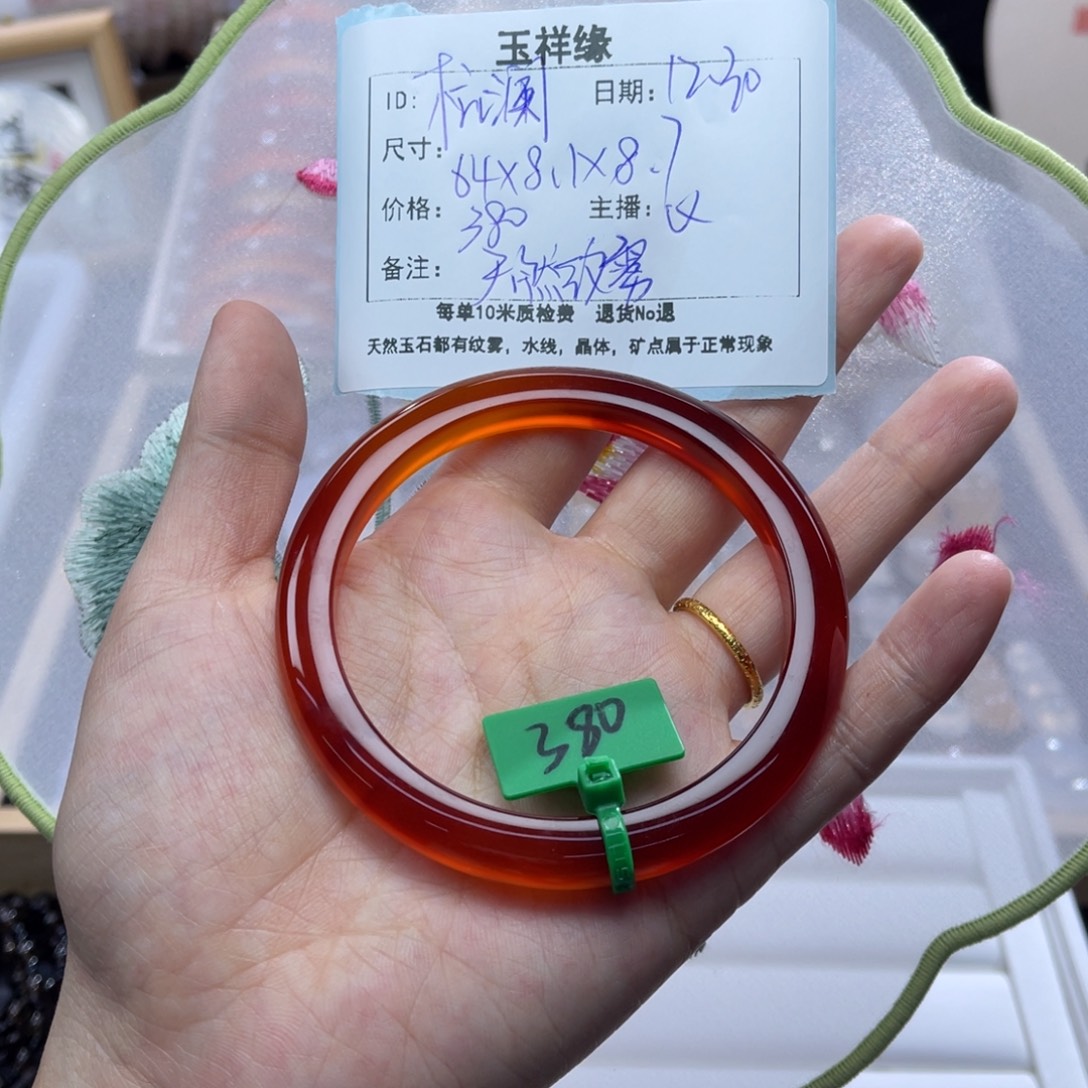 玉祥缘
ID: 桉澜 日期: 12-30
尺寸: 64×8.1×8.7
价格: 380 主播: 汶
备注: 天然纹雾
每单10米质检费 退货No退
天然玉石都有纹雾，水线，晶体，矿点属于正常现象
380